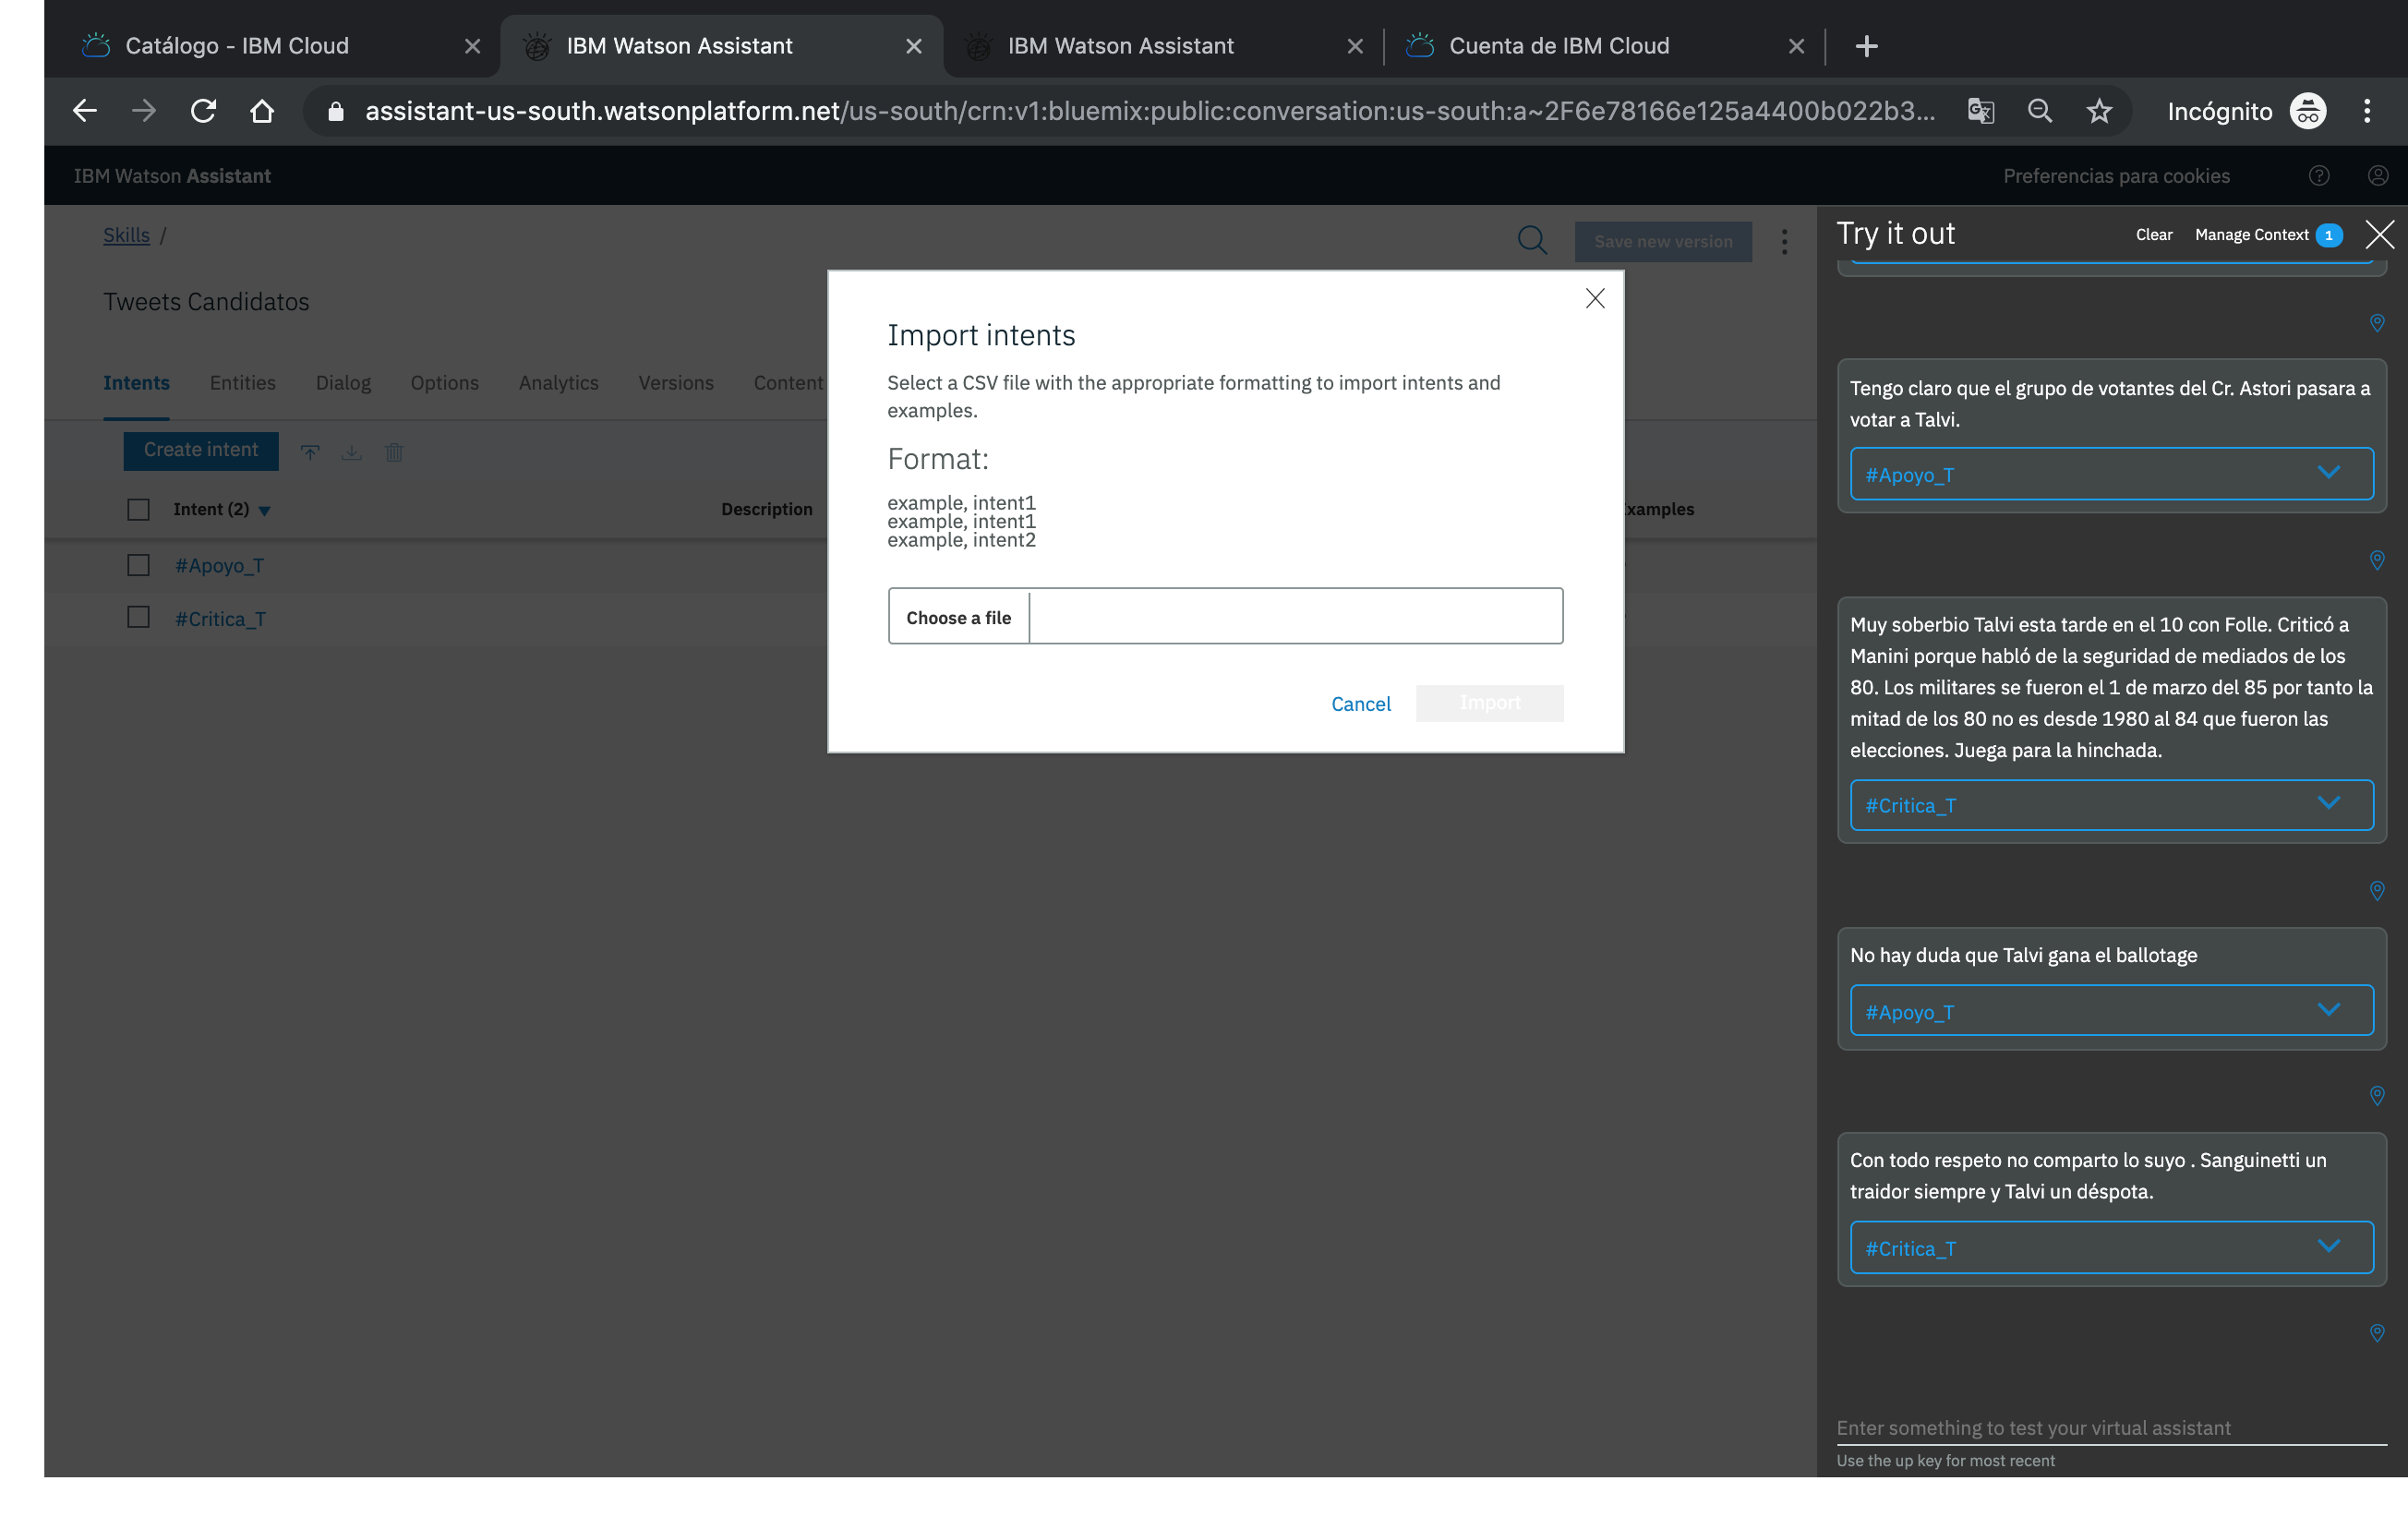 Catálogo - IBM Cloud
IBM Watson Assistant
IBM Watson Assistant
Cuenta de IBM Cloud
assistant-us-south.watsonplatform.net/us-south/crn:v1:bluemix:public:conversation:us-south:a~2F6e78166e125a4400b022b3...
Incógnito
IBM Watson Assistant
Preferencias para cookies
Skills /
Save new version
Tweets Candidatos
Intents
Entities
Dialog
Options
Analytics
Versions
Content
Create intent
Intent (2)
Description
xamples
#Apoyo_T
#Critica_T
Import intents
Select a CSV file with the appropriate formatting to import intents and
examples.
Format:
example, intent1
example, intent1
example, intent2
Choose a file
Cancel
Import
Try it out
Clear
Manage Context 1
Tengo claro que el grupo de votantes del Cr. Astori pasara a
votar a Talvi.
#Apoyo_T
Muy soberbio Talvi esta tarde en el 10 con Folle. Criticó a
Manini porque habló de la seguridad de mediados de los
80. Los militares se fueron el 1 de marzo del 85 por tanto la
mitad de los 80 no es desde 1980 al 84 que fueron las
elecciones. Juega para la hinchada.
#Critica_T
No hay duda que Talvi gana el ballotage
#Apoyo_T
Con todo respeto no comparto lo suyo . Sanguinetti un
traidor siempre y Talvi un déspota.
#Critica_T
Enter something to test your virtual assistant
Use the up key for most recent